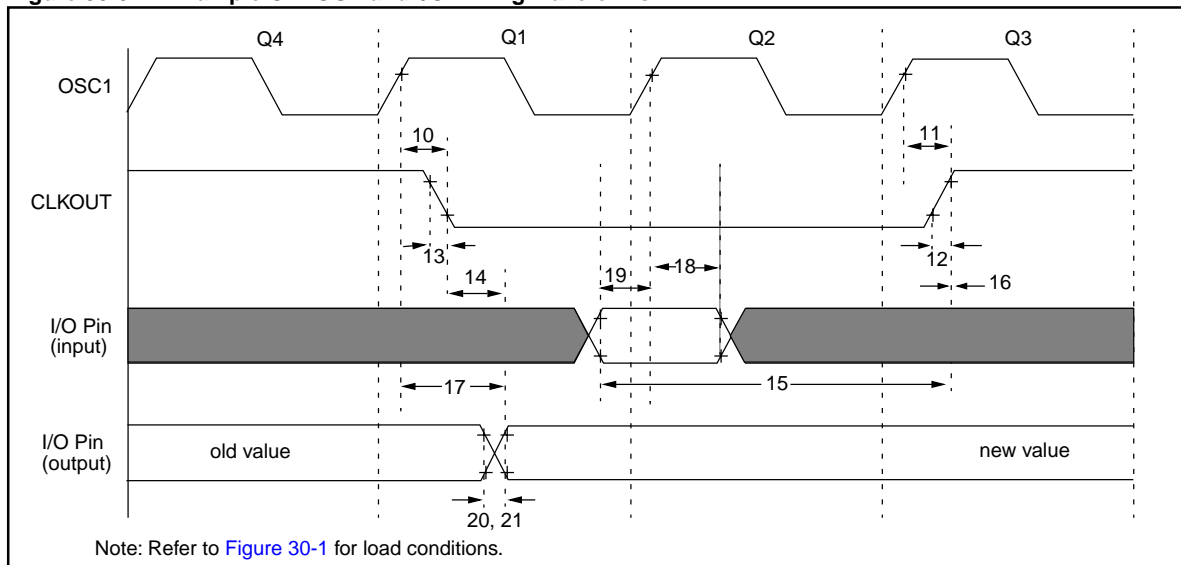 Q4 Q1 Q2 Q3
OSC1
10 11
CLKOUT
13 12
14 19 18 16
I/O Pin
(input)
17 15
I/O Pin
(output)
old value new value
20, 21
Note: Refer to Figure 30-1 for load conditions.